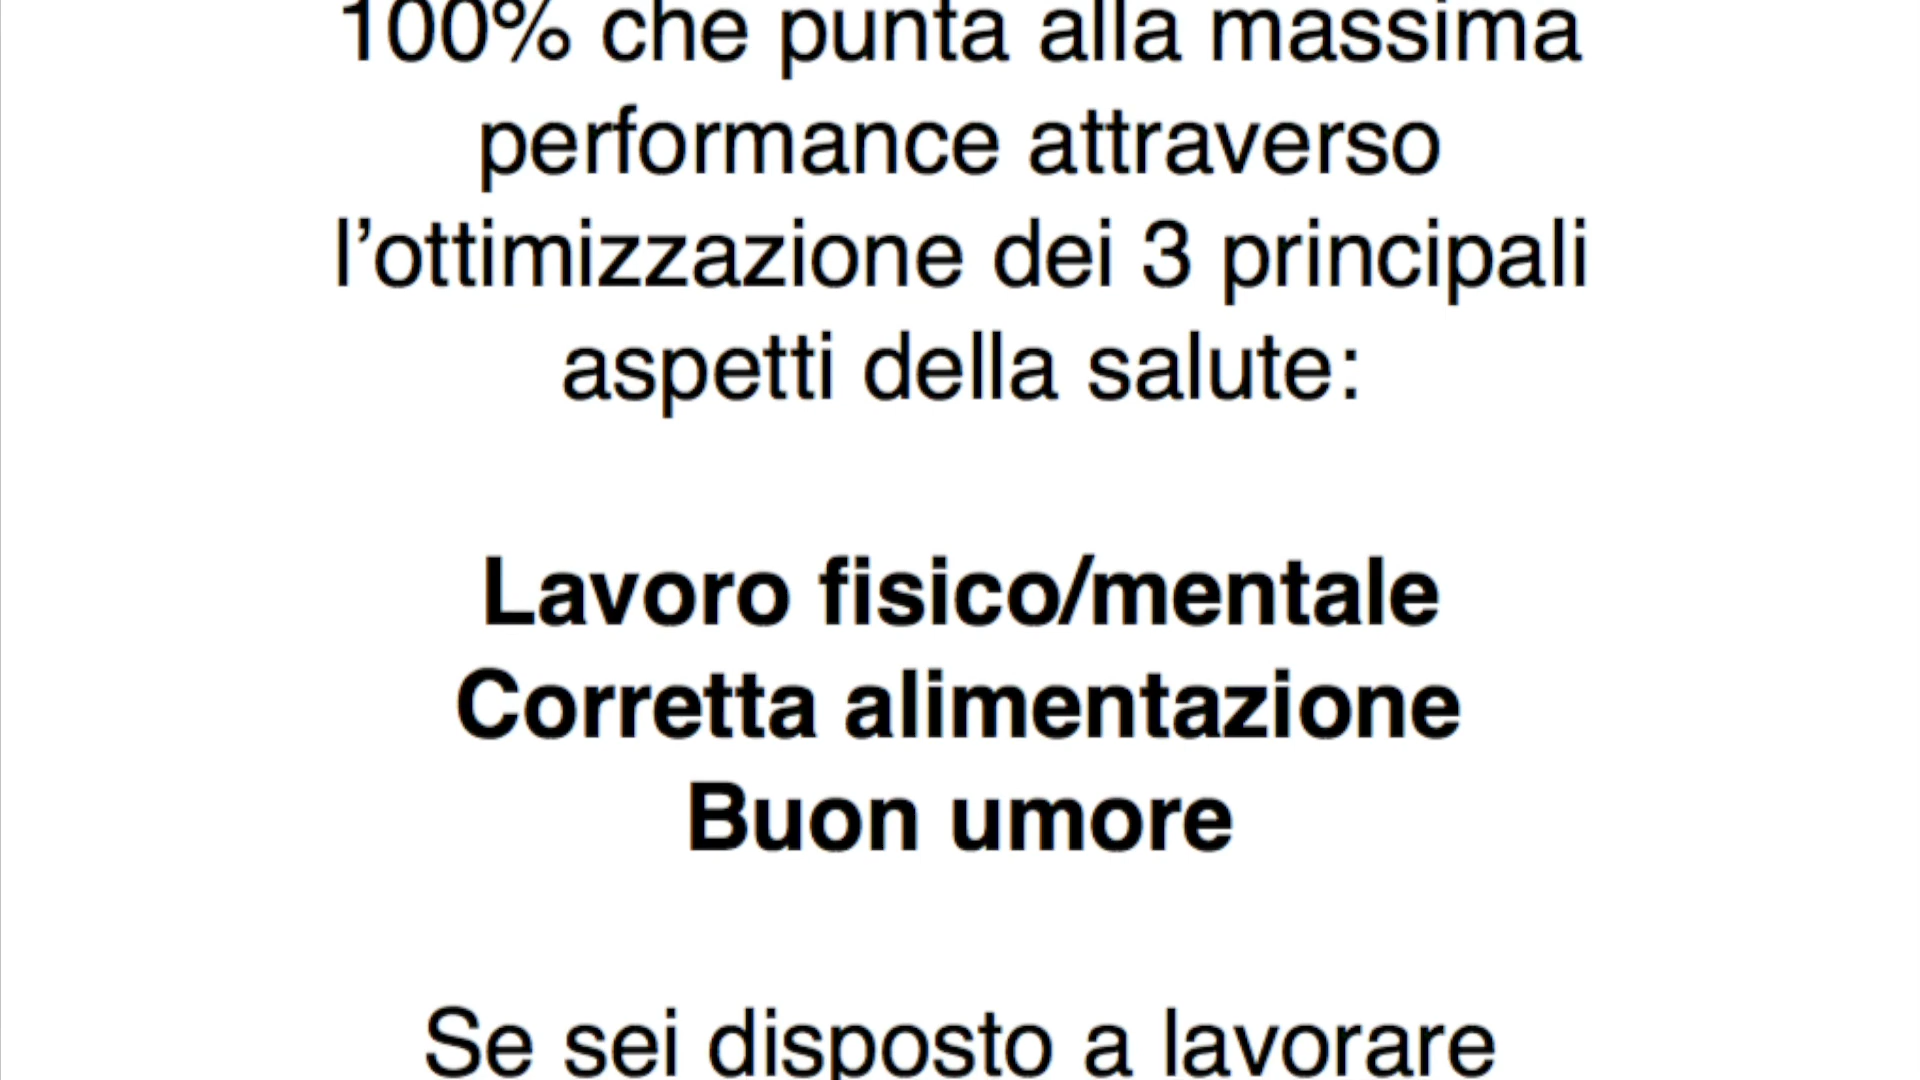 100% che punta alla massima
performance attraverso
l’ottimizzazione dei 3 principali
aspetti della salute:
Lavoro fisico/mentale
Corretta alimentazione
Buon umore
Se sei disposto a lavorare